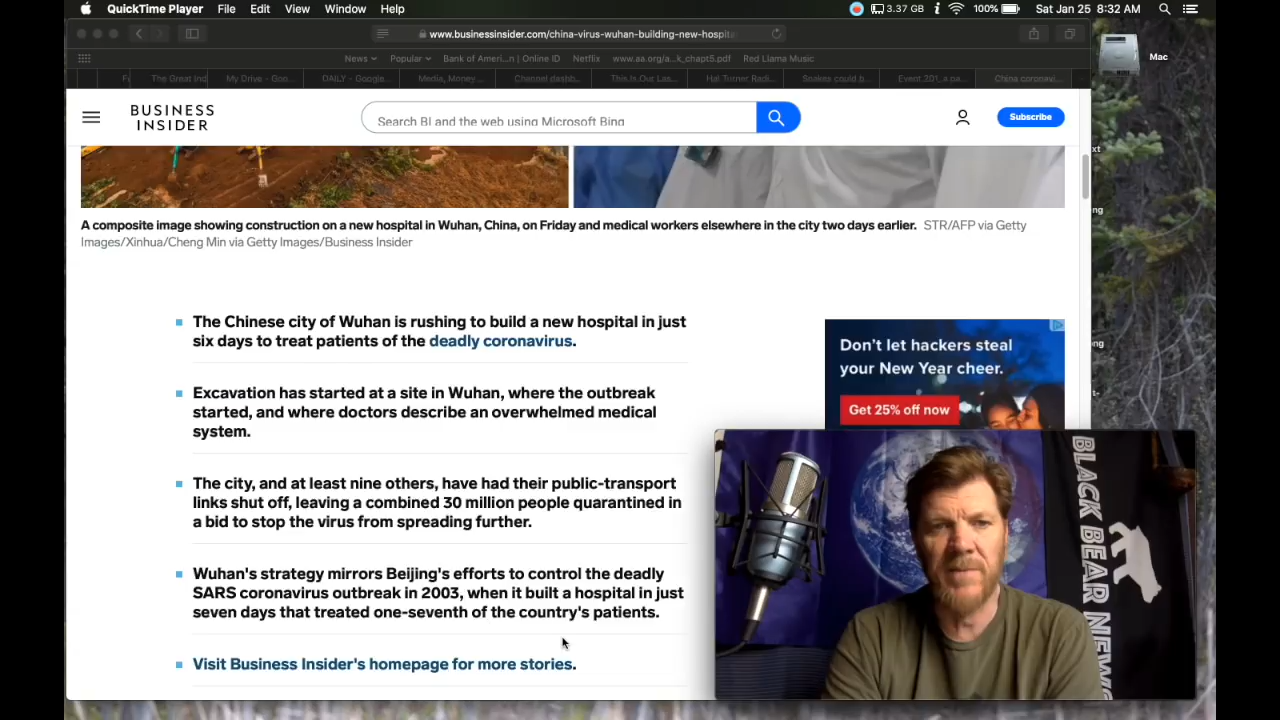 QuickTime Player File Edit View Window Help 3.37 GB 100% Sat Jan 25 8:32 AM
www.businessinsider.com/china-virus-wuhan-building-new-hospit
Mac
News Popular Bank of Ameri...n | Online ID Netflix www.aa.org/a...k_chapt5.pdf Red Llama Music
The Great Ind My Drive - Goo... DAILY - Google... Media, Money... Channel dashb... This Is Our Las... Hal Turner Radi... Snakes could b... Event 201, a pa... China coronavi...
BUSINESS
INSIDER
Search BI and the web using Microsoft Bing
Subscribe
A composite image showing construction on a new hospital in Wuhan, China, on Friday and medical workers elsewhere in the city two days earlier. STR/AFP via Getty
Images/Xinhua/Cheng Min via Getty Images/Business Insider
The Chinese city of Wuhan is rushing to build a new hospital in just
six days to treat patients of the deadly coronavirus.
Excavation has started at a site in Wuhan, where the outbreak
started, and where doctors describe an overwhelmed medical
system.
The city, and at least nine others, have had their public-transport
links shut off, leaving a combined 30 million people quarantined in
a bid to stop the virus from spreading further.
Wuhan's strategy mirrors Beijing's efforts to control the deadly
SARS coronavirus outbreak in 2003, when it built a hospital in just
seven days that treated one-seventh of the country's patients.
Visit Business Insider's homepage for more stories.
Don't let hackers steal
your New Year cheer.
Get 25% off now
BLACK BEAR NEWS